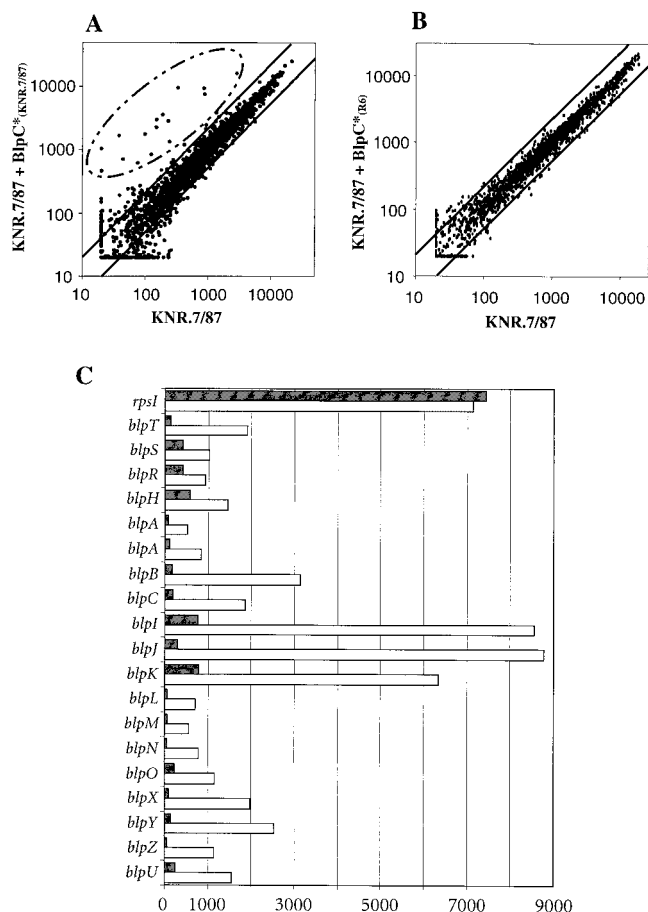 A
KNR.7/87 + BlpC*(KNR.7/87)
10000
1000
100
10
10 100 1000 10000
KNR.7/87
B
KNR.7/87 + BlpC*(R6)
10000
1000
100
10
10 100 1000 10000
KNR.7/87
C
rpsI
blpT
blpS
blpR
blpH
blpA
blpA
blpB
blpC
blpI
blpJ
blpK
blpL
blpM
blpN
blpO
blpX
blpY
blpZ
blpU
0 1000 3000 5000 7000 9000